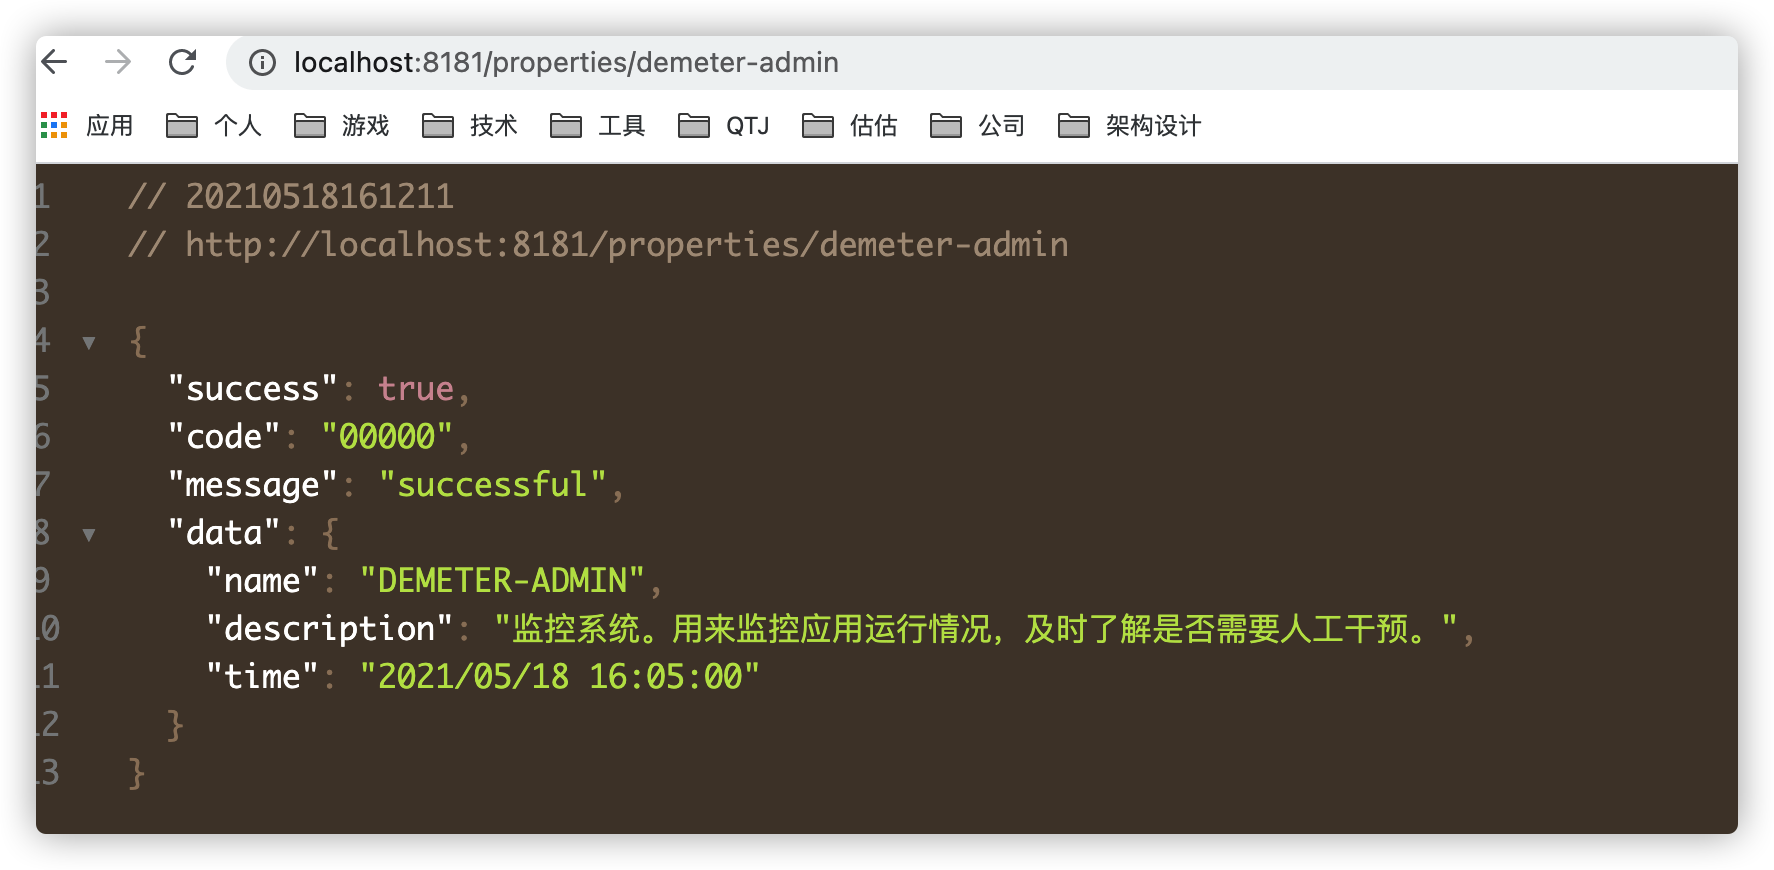 localhost:8181/properties/demeter-admin
应用 个人 游戏 技术 工具 QTJ 估估 公司 架构设计
1 // 20210518161211
2 // http://localhost:8181/properties/demeter-admin
3
4 {
5 "success": true,
6 "code": "00000",
7 "message": "successful",
8 "data": {
9 "name": "DEMETER-ADMIN",
10 "description": "监控系统。用来监控应用运行情况，及时了解是否需要人工干预。",
11 "time": "2021/05/18 16:05:00"
12 }
13 }